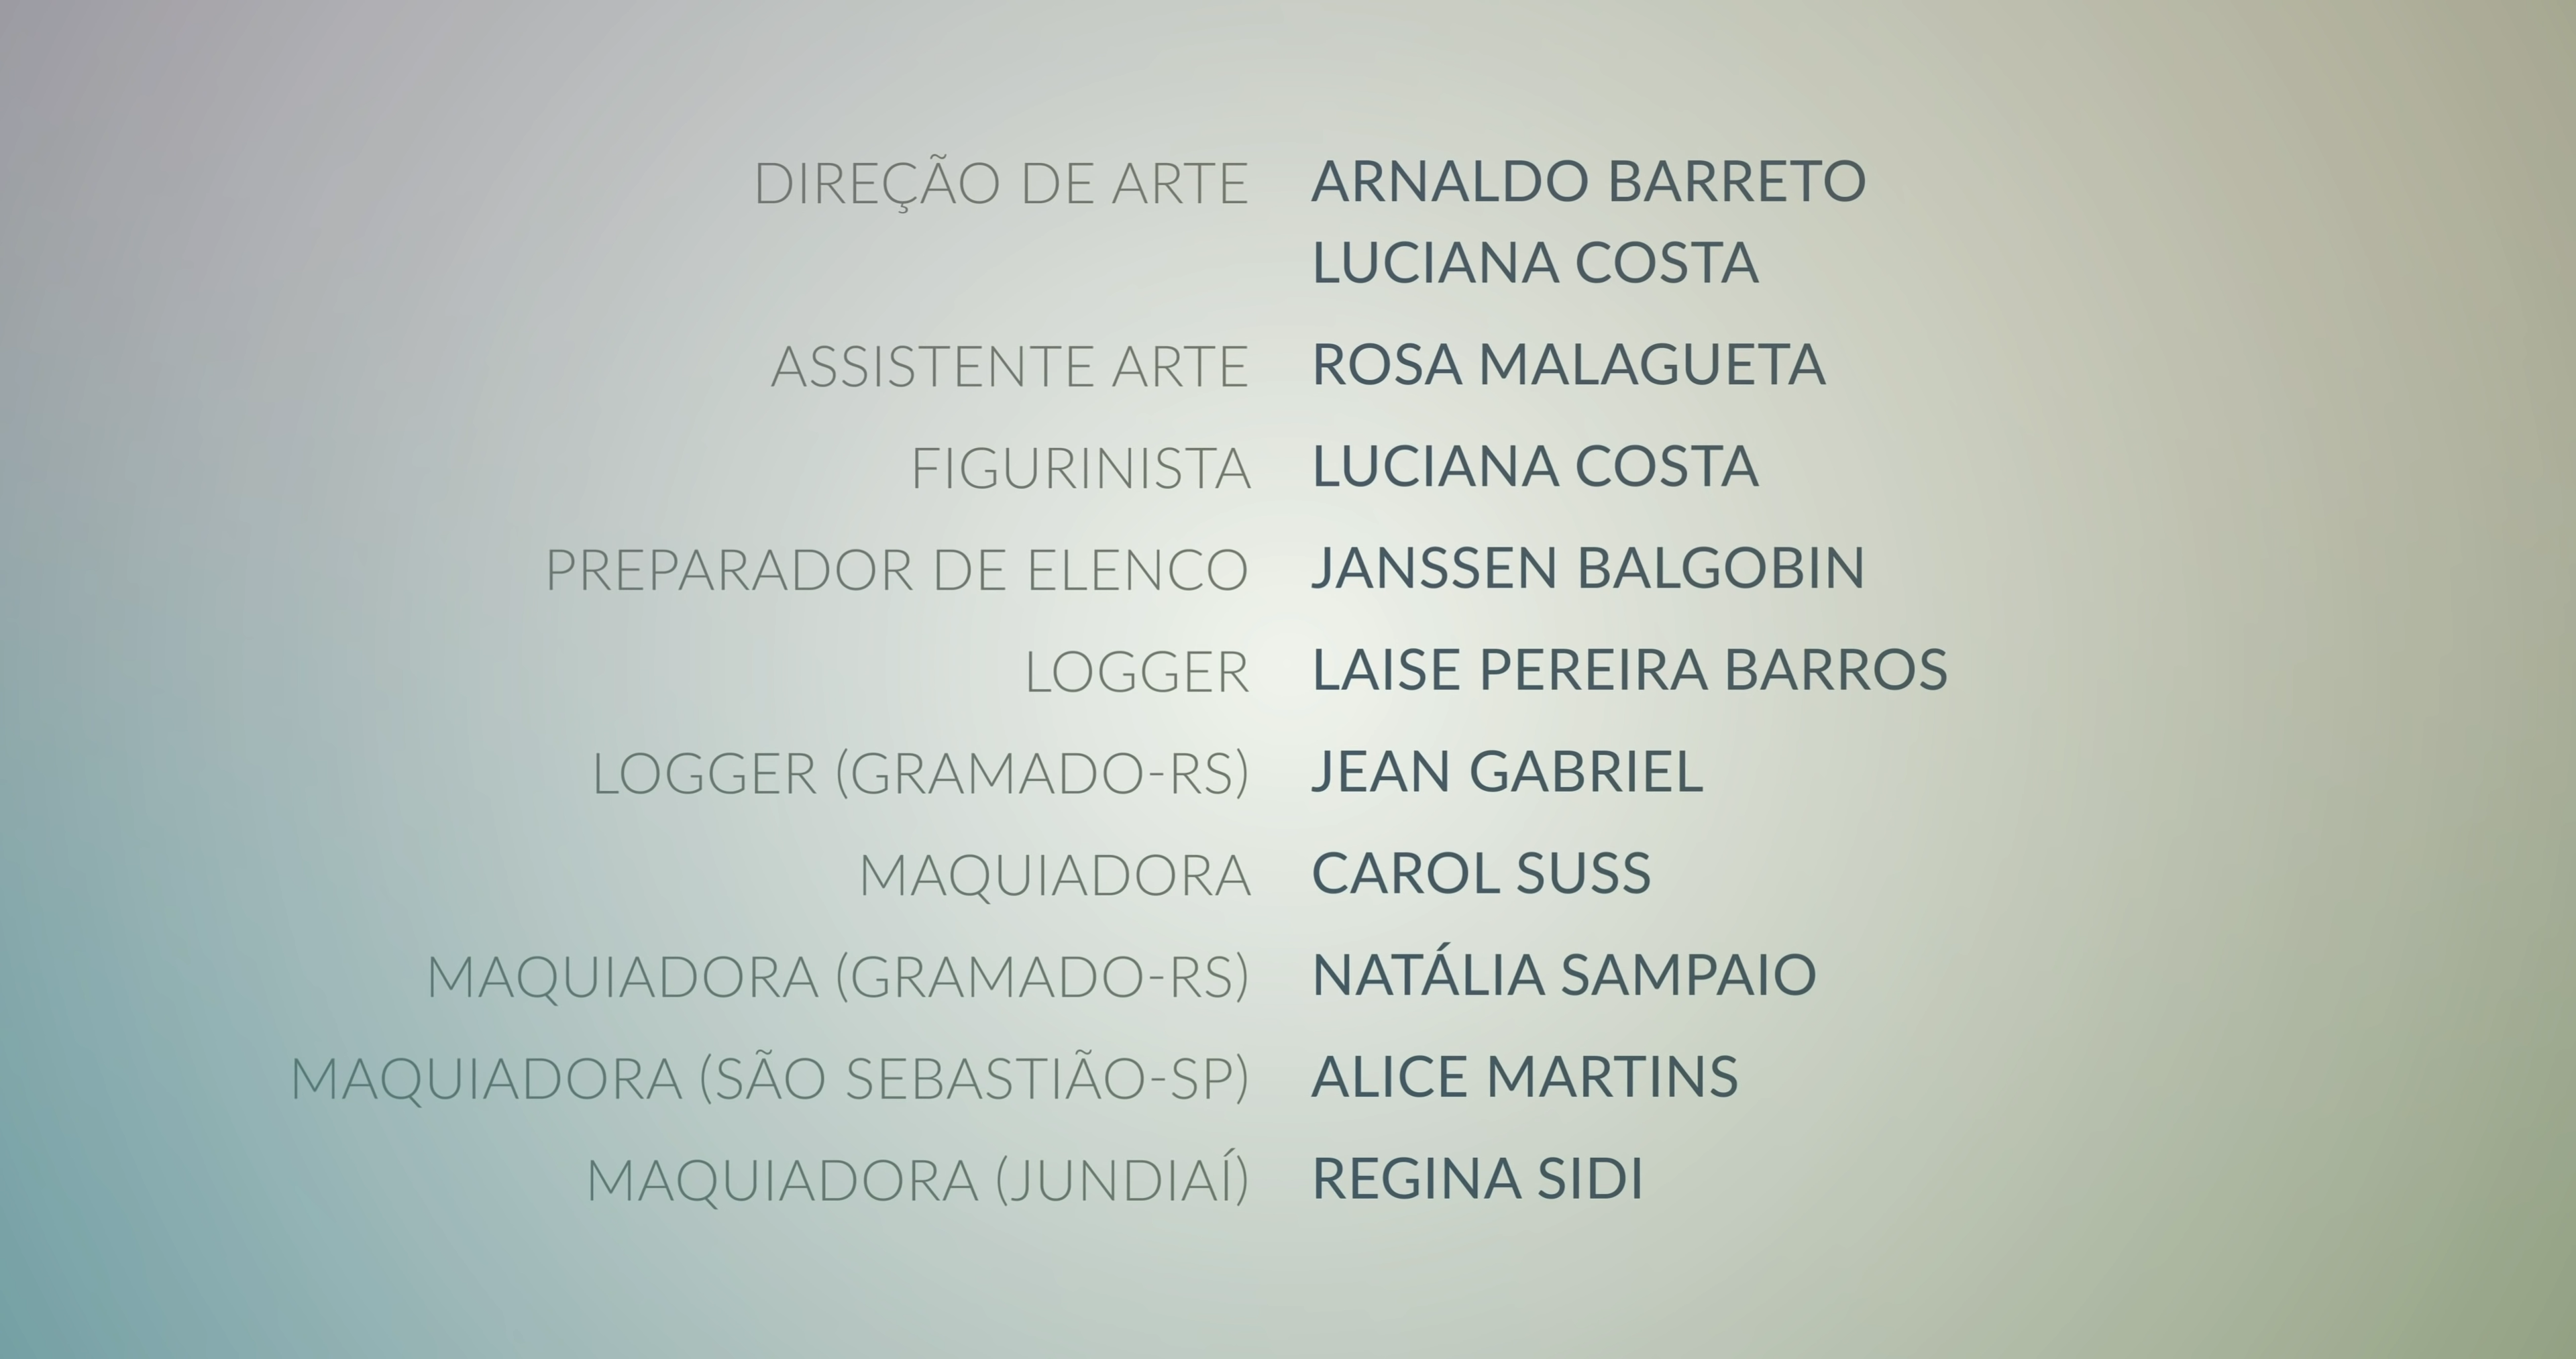 DIREÇÃO DE ARTE ARNALDO BARRETO
LUCIANA COSTA
ASSISTENTE ARTE ROSA MALAGUETA
FIGURINISTA LUCIANA COSTA
PREPARADOR DE ELENCO JANSSEN BALGOBIN
LOGGER LAISE PEREIRA BARROS
LOGGER (GRAMADO-RS) JEAN GABRIEL
MAQUIADORA CAROL SUSS
MAQUIADORA (GRAMADO-RS) NATÁLIA SAMPAIO
MAQUIADORA (SÃO SEBASTIÃO-SP) ALICE MARTINS
MAQUIADORA (JUNDIAÍ) REGINA SIDI